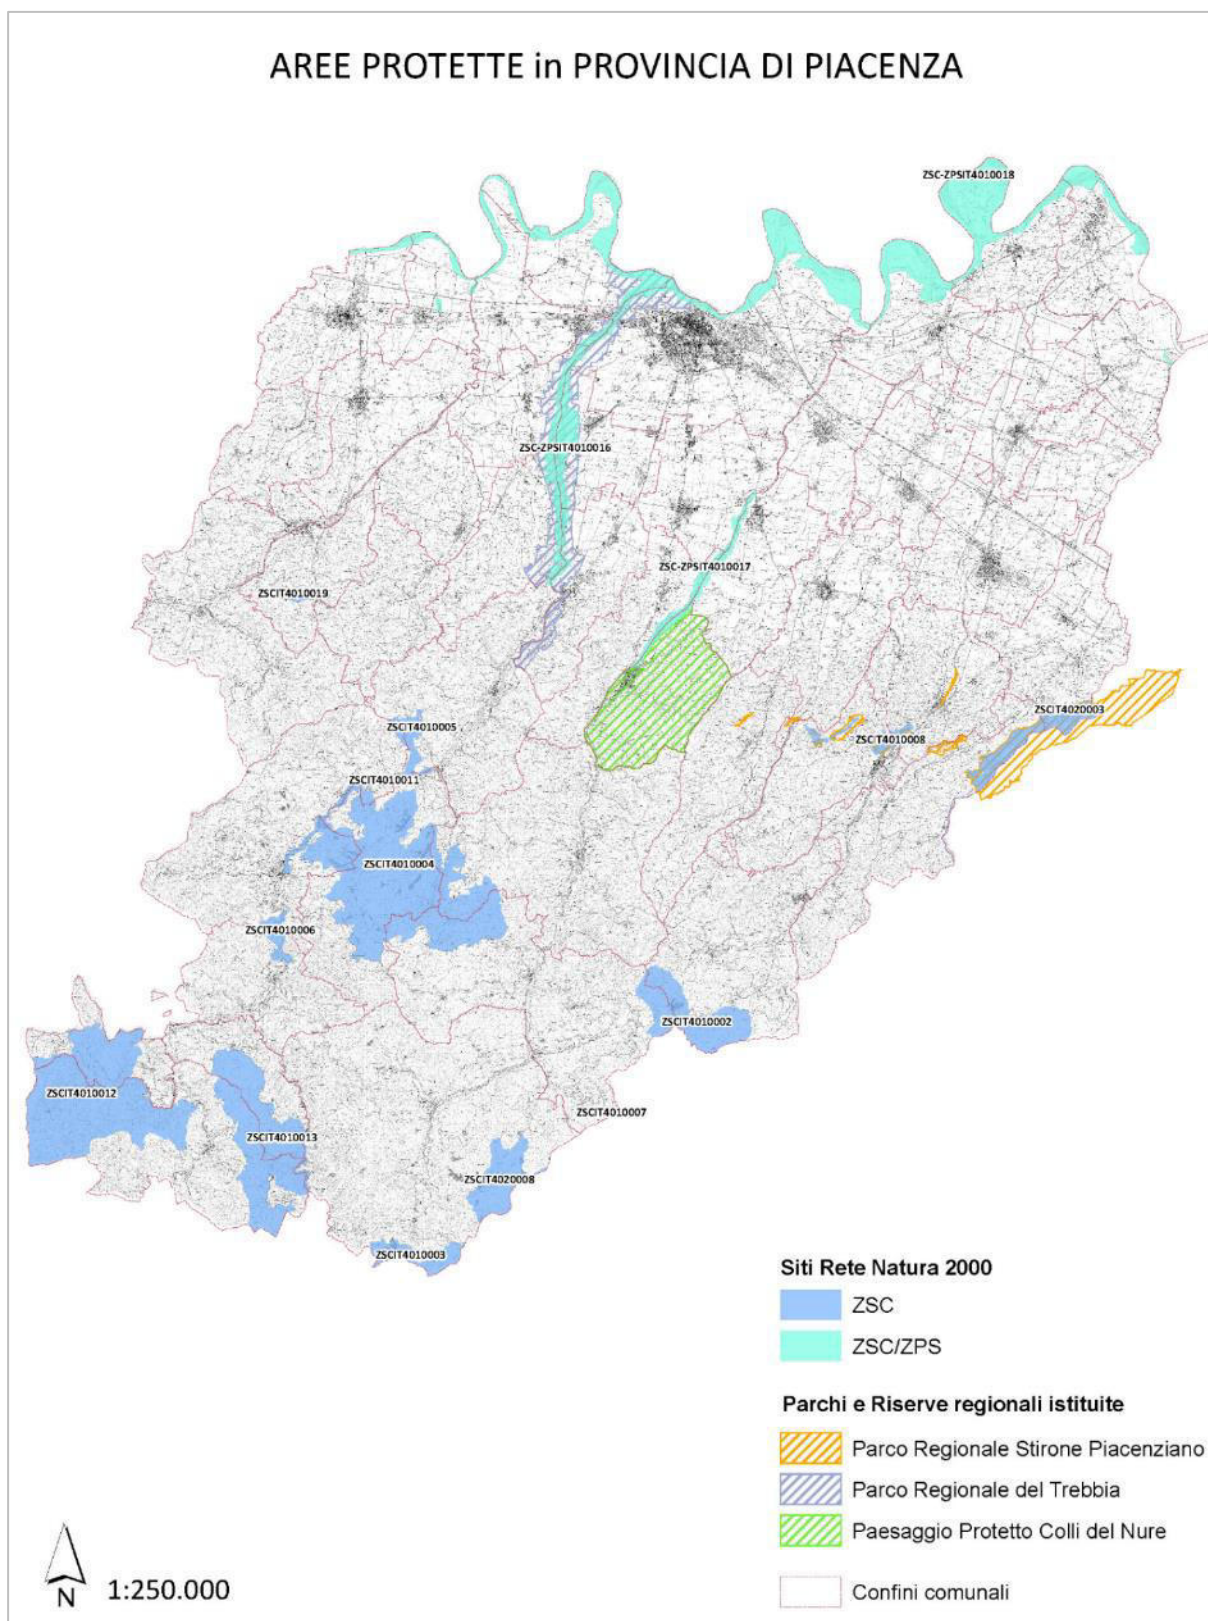 AREE PROTETTE in PROVINCIA DI PIACENZA
ZSC-ZPSIT4010018
ZSC-ZPSIT4010016
ZSC-ZPSIT4010017
ZSCIT4010019
ZSCIT4020003
ZSCIT4010005
ZSCIT4010008
ZSCIT4010011
ZSCIT4010004
ZSCIT4010006
ZSCIT4010002
ZSCIT4010012
ZSCIT4010007
ZSCIT4010013
ZSCIT4020008
ZSCIT4010003
Siti Rete Natura 2000
ZSC
ZSC/ZPS
Parchi e Riserve regionali istituite
Parco Regionale Stirone Piacenziano
Parco Regionale del Trebbia
Paesaggio Protetto Colli del Nure
Confini comunali
N
1:250.000